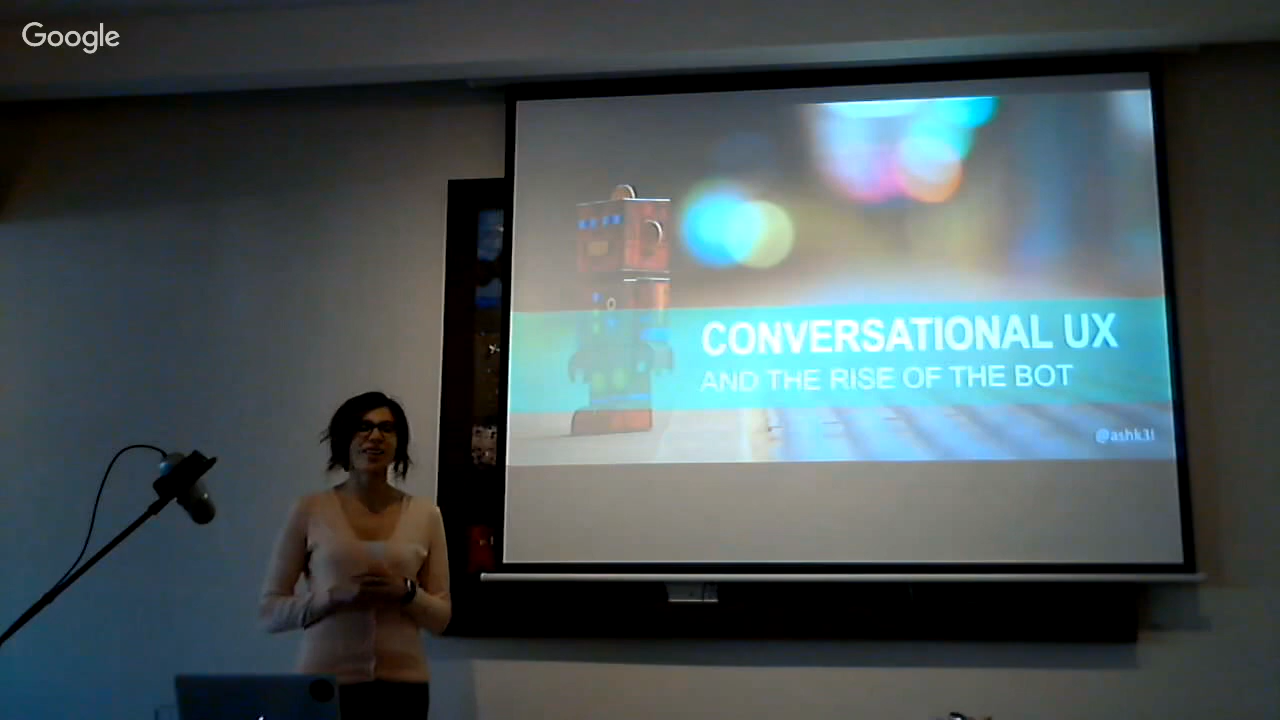 Google
CONVERSATIONAL UX
AND THE RISE OF THE BOT
@ashk3l